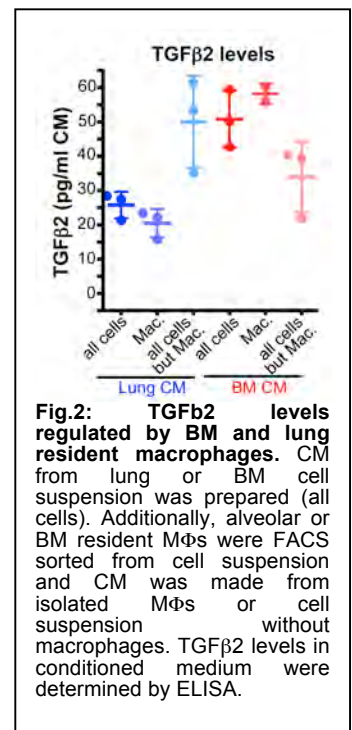 TGFβ2 levels
TGFβ2 (pg/ml CM)
60
50
40
30
20
10
0
all cells
Mac.
all cells
but Mac.
all cells
Mac.
all cells
but Mac.
Lung CM
BM CM
Fig.2: TGFb2 levels
regulated by BM and lung
resident macrophages. CM
from lung or BM cell
suspension was prepared (all
cells). Additionally, alveolar or
BM resident MΦs were FACS
sorted from cell suspension
and CM was made from
isolated MΦs or cell
suspension without
macrophages. TGFβ2 levels in
conditioned medium were
determined by ELISA.